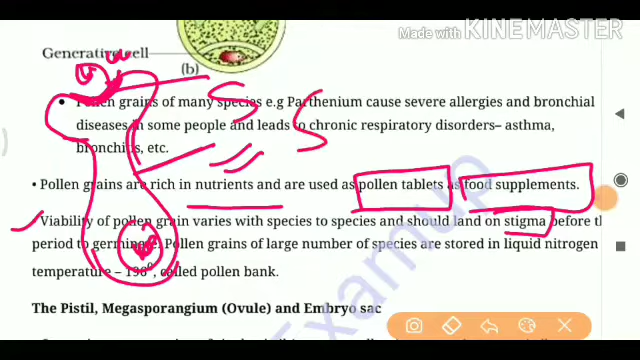 Made with KINEMASTER
Generative cell
(b)
• Pollen grains of many species e.g Parthenium cause severe allergies and bronchial
diseases in some people and leads to chronic respiratory disorders– asthma,
bronchitis, etc.
• Pollen grains are rich in nutrients and are used as pollen tablets as food supplements.
Viability of pollen grain varies with species to species and should land on stigma before th
period to germinate. Pollen grains of large number of species are stored in liquid nitrogen
temperature – 196⁰ called pollen bank.
The Pistil, Megasporangium (Ovule) and Embryo sac
Examup